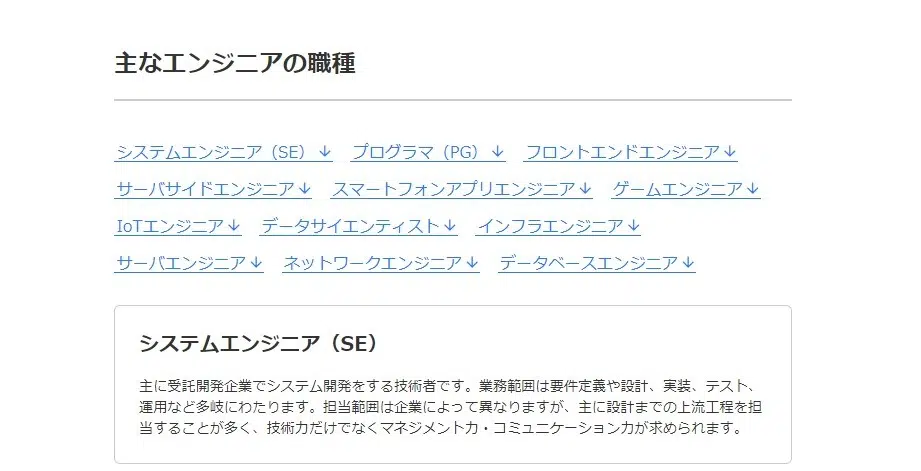 主なエンジニアの職種
システムエンジニア（SE）↓ プログラマ（PG）↓ フロントエンドエンジニア↓
サーバサイドエンジニア↓ スマートフォンアプリエンジニア↓ ゲームエンジニア↓
IoTエンジニア↓ データサイエンティスト↓ インフラエンジニア↓
サーバエンジニア↓ ネットワークエンジニア↓ データベースエンジニア↓
システムエンジニア（SE）
主に受託開発企業でシステム開発をする技術者です。業務範囲は要件定義や設計、実装、テスト、
運用など多岐にわたります。担当範囲は企業によって異なりますが、主に設計までの上流工程を担
当することが多く、技術力だけでなくマネジメント力・コミュニケーション力が求められます。